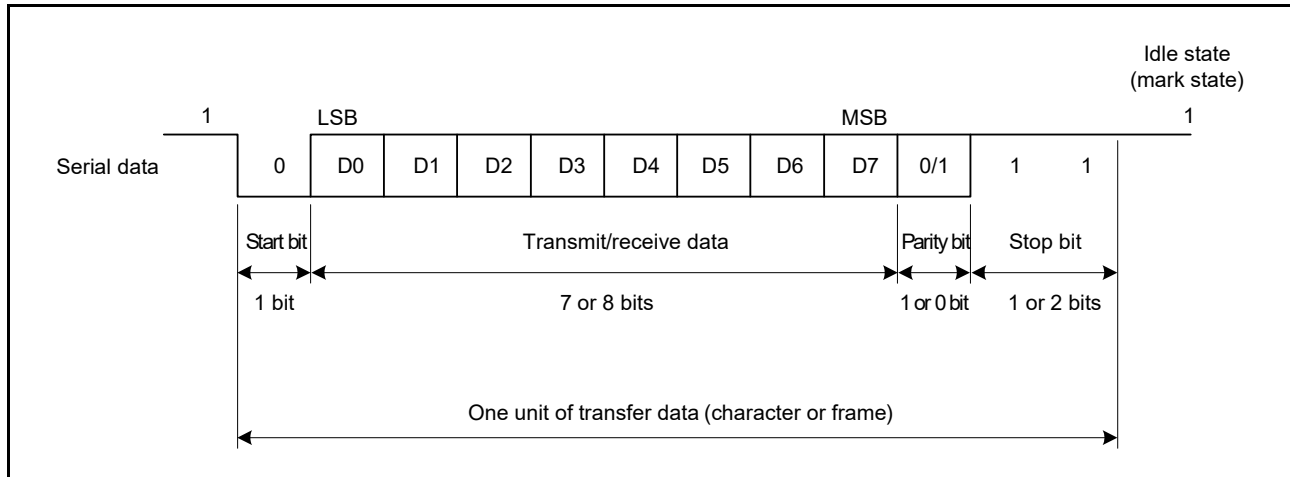 Idle state
(mark state)
1 LSB MSB 1
Serial data 0 D0 D1 D2 D3 D4 D5 D6 D7 0/1 1 1
Start bit Transmit/receive data Parity bit Stop bit
1 bit 7 or 8 bits 1 or 0 bit 1 or 2 bits
One unit of transfer data (character or frame)